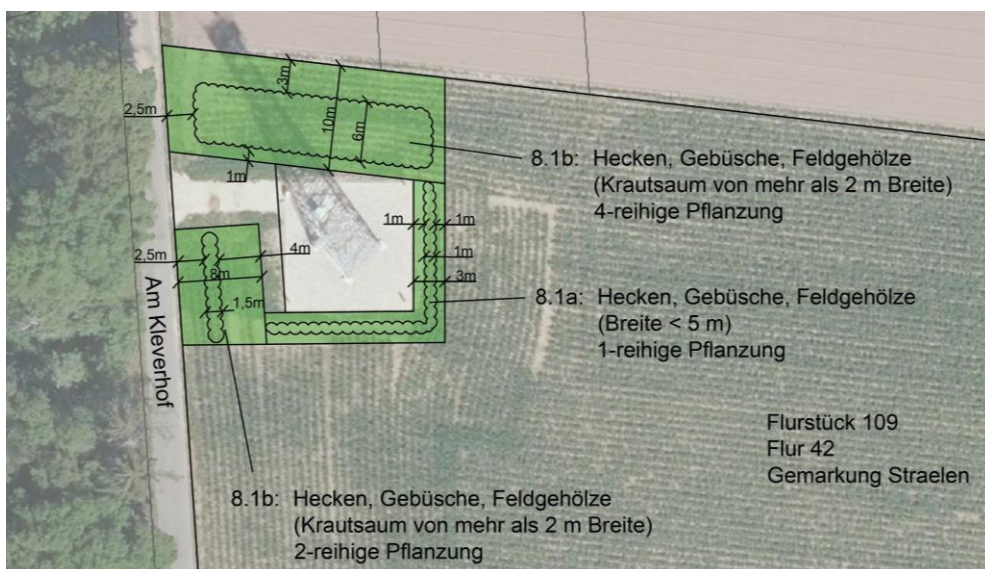 3m
2,5m
10m
6m
1m
8.1b: Hecken, Gebüsche, Feldgehölze
(Krautsaum von mehr als 2 m Breite)
4-reihige Pflanzung
1m
1m
1m
3m
2,5m
4m
8m
1.5m
Am Kleverhof
8.1a: Hecken, Gebüsche, Feldgehölze
(Breite < 5 m)
1-reihige Pflanzung
Flurstück 109
Flur 42
Gemarkung Straelen
8.1b: Hecken, Gebüsche, Feldgehölze
(Krautsaum von mehr als 2 m Breite)
2-reihige Pflanzung